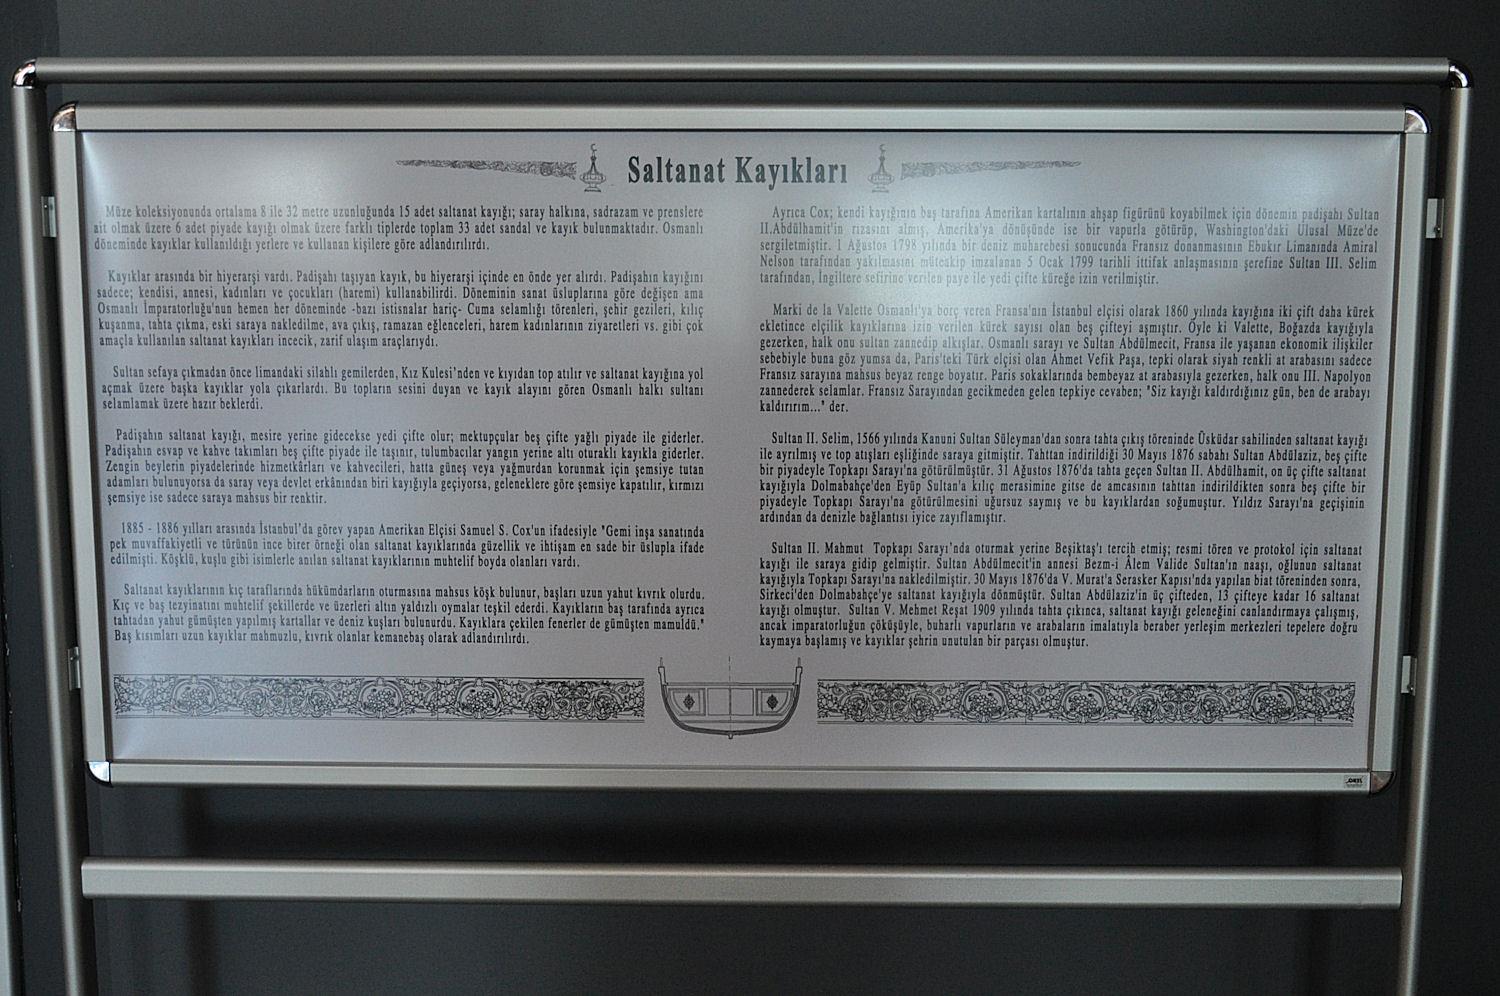 Saltanat Kayıkları
Müze koleksiyonunda ortalama 8 ile 32 metre uzunluğunda 15 adet saltanat kayığı; saray halkına, sadrazam ve prenslere
ait olmak üzere 6 adet piyade kayığı olmak üzere farklı tiplerde toplam 33 adet sandal ve kayık bulunmaktadır. Osmanlı
döneminde kayıklar kullanıldığı yerlere ve kullanan kişilere göre adlandırılırdı.
Kayıklar arasında bir hiyerarşi vardı. Padişahı taşıyan kayık, bu hiyerarşi içinde en önde yer alırdı. Padişahın kayığını
sadece; kendisi, annesi, kadınları ve çocukları (haremi) kullanabilirdi. Döneminin sanat üsluplarına göre değişen ama
Osmanlı İmparatorluğu'nun hemen her döneminde -bazı istisnalar hariç- Cuma selamlığı törenleri, şehir gezileri, kılıç
kuşanma, tahta çıkma, eski saraya nakledilme, ava çıkış, ramazan eğlenceleri, harem kadınlarının ziyaretleri vs. gibi çok
amaçla kullanılan saltanat kayıkları incecik, zarif ulaşım araçlarıydı.
Sultan sefaya çıkmadan önce limandaki silahlı gemilerden, Kız Kulesi'nden ve kıyıdan top atılır ve saltanat kayığına yol
açmak üzere başka kayıklar yola çıkarlardı. Bu topların sesini duyan ve kayık alayını gören Osmanlı halkı sultanı
selamlamak üzere hazır beklerdi.
Padişahın saltanat kayığı, mesire yerine gidecekse yedi çifte olur; mektupçular beş çifte yağlı piyade ile giderler.
Padişahın esvap ve kahve takımları beş çifte piyade ile taşınır, tulumbacılar yangın yerine altı oturaklı kayıkla giderler.
Zengin beylerin piyadelerinde hizmetkârları ve kahvecileri, hatta güneş veya yağmurdan korunmak için şemsiye tutan
adamları bulunuyorsa da saray veya devlet erkânından biri kayığıyla geçiyorsa, geleneklere göre şemsiye kapatılır, kırmızı
şemsiye ise sadece saraya mahsus bir renktir.
1885 - 1886 yılları arasında İstanbul'da görev yapan Amerikan Elçisi Samuel S. Cox'un ifadesiyle "Gemi inşa sanatında
pek muvaffakiyetli ve türünün ince birer örneği olan saltanat kayıklarında güzellik ve ihtişam en sade bir üslupla ifade
edilmişti. Köşklü, kuşlu gibi isimlerle anılan saltanat kayıklarının muhtelif boyda olanları vardı.
Saltanat kayıklarının kıç taraflarında hükümdarların oturmasına mahsus köşk bulunur, başları uzun yahut kıvrık olurdu.
Kıç ve baş tezyinatını muhtelif şekillerde ve üzerleri altın yaldızlı oymalar teşkil ederdi. Kayıkların baş tarafında ayrıca
tahtadan yahut gümüşten yapılmış kartallar ve deniz kuşları bulunurdu. Kayıklara çekilen fenerler de gümüşten mamuldü."
Baş kısımları uzun kayıklar mahmuzlu, kıvrık olanlar kemanebaş olarak adlandırılırdı.
Ayrıca Cox; kendi kayığının baş tarafına Amerikan kartalının ahşap figürünü koyabilmek için dönemin padişahı Sultan
II.Abdülhamit'in rızasını almış, Amerika'ya dönüşünde ise bir vapurla götürüp, Washington'daki Ulusal Müze'de
sergiletmiştir. 1 Ağustos 1798 yılında bir deniz muharebesi sonucunda Fransız donanmasının Ebukır Limanında Amiral
Nelson tarafından yakılmasını müteakip imzalanan 5 Ocak 1799 tarihli ittifak anlaşmasının şerefine Sultan III. Selim
tarafından, İngiltere sefirine verilen paye ile yedi çifte küreğe izin verilmiştir.
Marki de la Valette Osmanlı'ya borç veren Fransa'nın İstanbul elçisi olarak 1860 yılında kayığına iki çift daha kürek
ekletince elçilik kayıklarına izin verilen kürek sayısı olan beş çifteyi aşmıştır. Öyle ki Valette, Boğazda kayığıyla
gezerken, halk onu sultan zannedip alkışlar. Osmanlı sarayı ve Sultan Abdülmecit, Fransa ile yaşanan ekonomik ilişkiler
sebebiyle buna göz yumsa da, Paris'teki Türk elçisi olan Ahmet Vefik Paşa, tepki olarak siyah renkli at arabasını sadece
Fransız sarayına mahsus beyaz renge boyatır. Paris sokaklarında bembeyaz at arabasıyla gezerken, halk onu III. Napolyon
zannederek selamlar. Fransız Sarayından gecikmeden gelen tepkiye cevaben; "Siz kayığı kaldırdığınız gün, ben de arabayı
kaldırırım..." der.
Sultan II. Selim, 1566 yılında Kanuni Sultan Süleyman'dan sonra tahta çıkış töreninde Üsküdar sahilinden saltanat kayığı
ile ayrılmış ve top atışları eşliğinde saraya gitmiştir. Tahttan indirildiği 30 Mayıs 1876 sabahı Sultan Abdülaziz, beş çifte
bir piyadeyle Topkapı Sarayı'na götürülmüştür. 31 Ağustos 1876'da tahta geçen Sultan II. Abdülhamit, on üç çifte saltanat
kayığıyla Dolmabahçe'den Eyüp Sultan'a kılıç merasimine gitse de amcasının tahttan indirildikten sonra beş çifte bir
piyadeyle Topkapı Sarayı'na götürülmesini uğursuz saymış ve bu kayıklardan soğumuştur. Yıldız Sarayı'na geçişinin
ardından da denizle bağlantısı iyice zayıflamıştır.
Sultan II. Mahmut Topkapı Sarayı'nda oturmak yerine Beşiktaş'ı tercih etmiş; resmi tören ve protokol için saltanat
kayığı ile saraya gidip gelmiştir. Sultan Abdülmecit'in annesi Bezm-i Âlem Valide Sultan'ın naaşı, oğlunun saltanat
kayığıyla Topkapı Sarayı'na nakledilmiştir. 30 Mayıs 1876'da V. Murat'a Serasker Kapısı'nda yapılan biat töreninden sonra,
Sirkeci'den Dolmabahçe'ye saltanat kayığıyla dönmüştür. Sultan Abdülaziz'in üç çifteden, 13 çifteye kadar 16 saltanat
kayığı olmuştur. Sultan V. Mehmet Reşat 1909 yılında tahta çıkınca, saltanat kayığı geleneğini canlandırmaya çalışmış,
ancak imparatorluğun çöküşüyle, buharlı vapurların ve arabaların imalatıyla beraber yerleşim merkezleri tepelere doğru
kaymaya başlamış ve kayıklar şehrin unutulan bir parçası olmuştur.